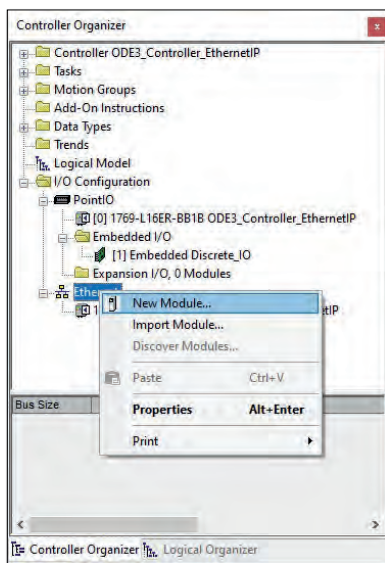 Controller Organizer
x
Controller ODE3_Controller_EthernetIP
Tasks
Motion Groups
Add-On Instructions
Data Types
Trends
Logical Model
I/O Configuration
PointIO
[0] 1769-L16ER-BB1B ODE3_Controller_EthernetIP
Embedded I/O
[1] Embedded Discrete_IO
Expansion I/O, 0 Modules
New Module...
Import Module...
Discover Modules...
Paste Ctrl+V
Properties Alt+Enter
Print
Bus Size
Controller Organizer Logical Organizer